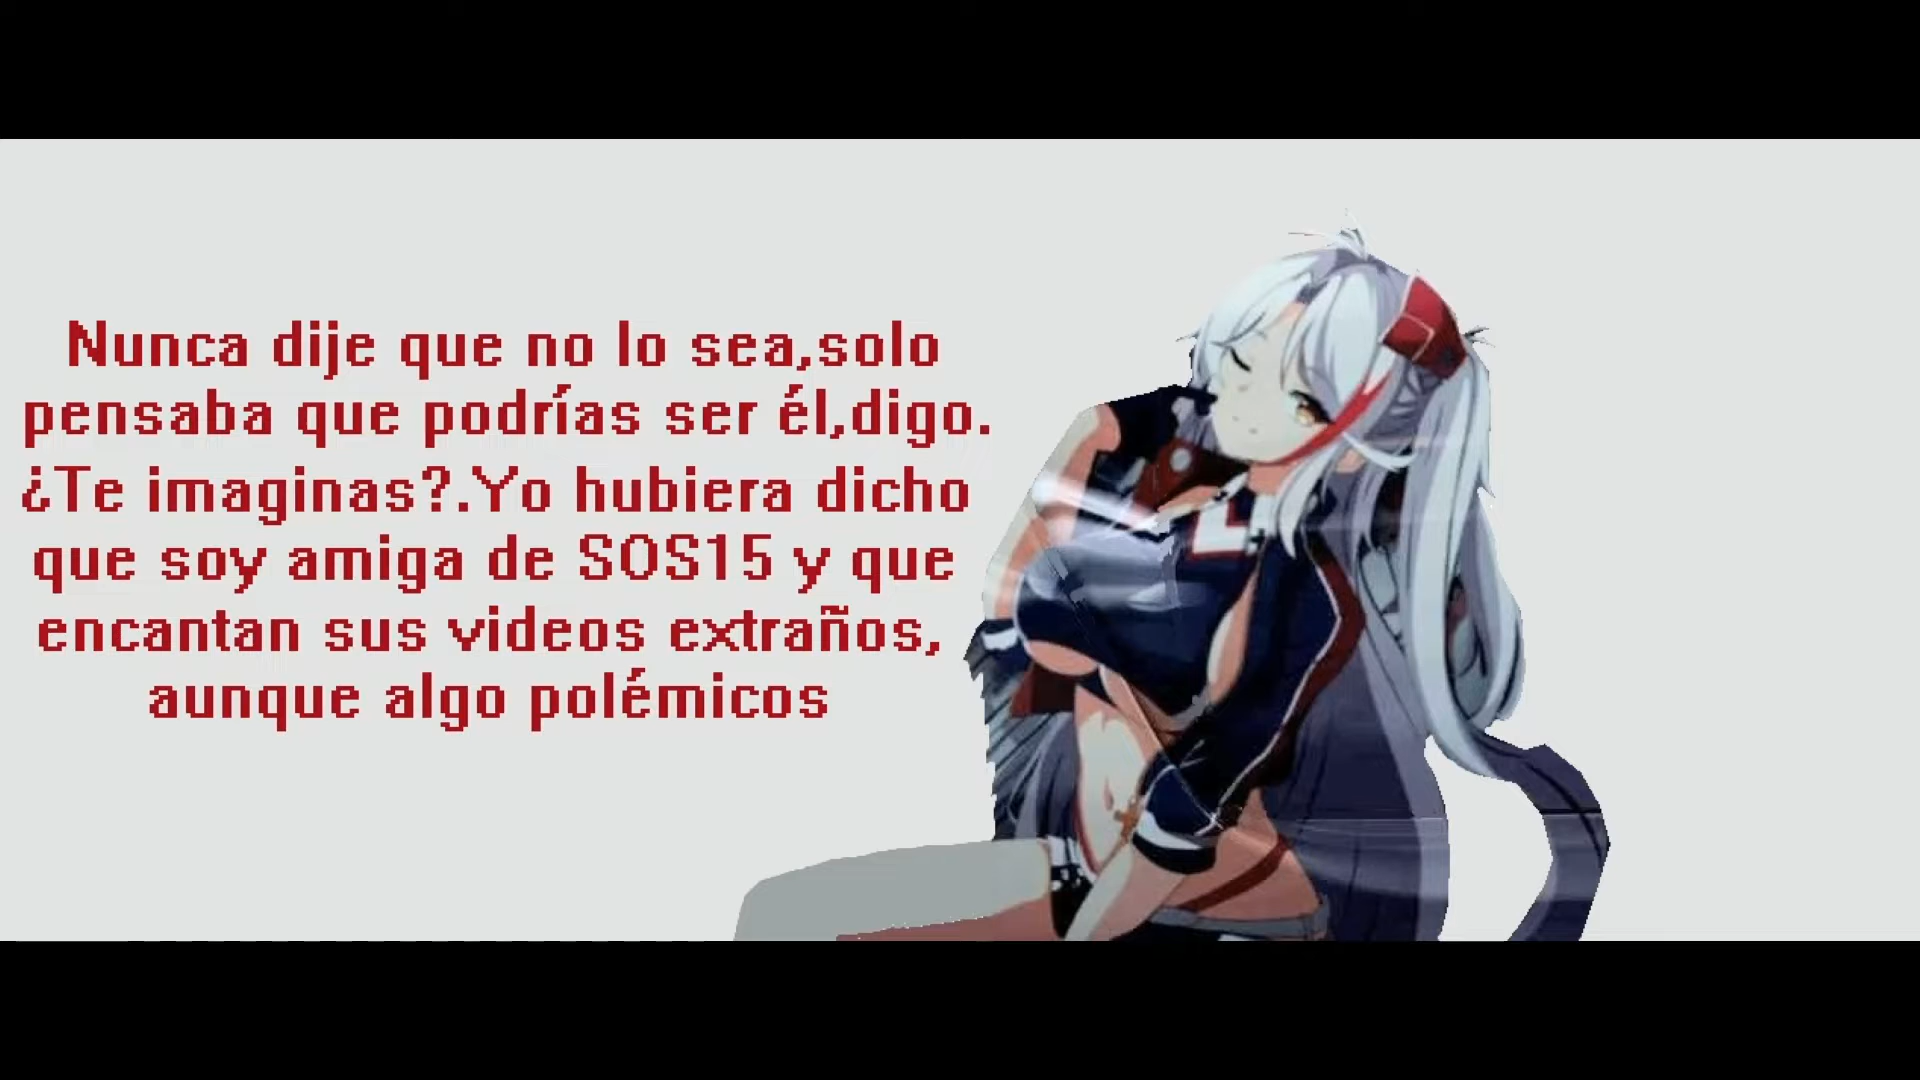 Nunca dije que no lo sea,solo
pensaba que podrías ser él,digo.
¿Te imaginas?.Yo hubiera dicho
que soy amiga de SOS15 y que
encantan sus videos extraños,
aunque algo polémicos